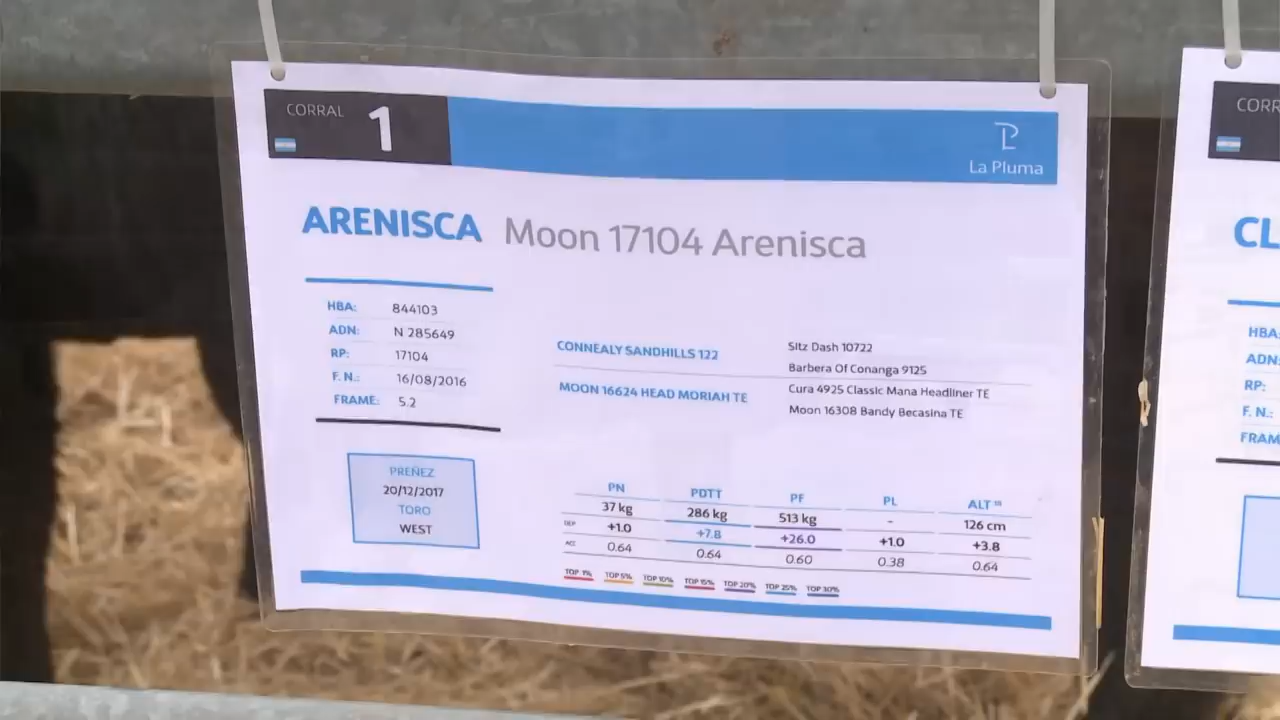 CORRAL 1
La Pluma
ARENISCA Moon 17104 Arenisca
HBA: 844103
ADN: N 285649
RP: 17104
F. N.: 16/08/2016
FRAME: 5.2
CONNEALY SANDHILLS 122
Sitz Dash 10722
Barbera Of Conanga 9125
MOON 16624 HEAD MORIAH TE
Cura 4925 Classic Mana Headliner TE
Moon 16308 Bandy Becasina TE
PREÑEZ
20/12/2017
TORO
WEST
PN PDTT PF PL ALT
37 kg 286 kg 513 kg - 126 cm
DEP +1.0 +7.8 +26.0 +1.0 +3.8
ACC 0.64 0.64 0.60 0.38 0.64
TOP 1% TOP 5% TOP 10% TOP 15% TOP 20% TOP 25% TOP 30%
CORR
CL
HBA:
ADN:
RP:
F. N.:
FRAM